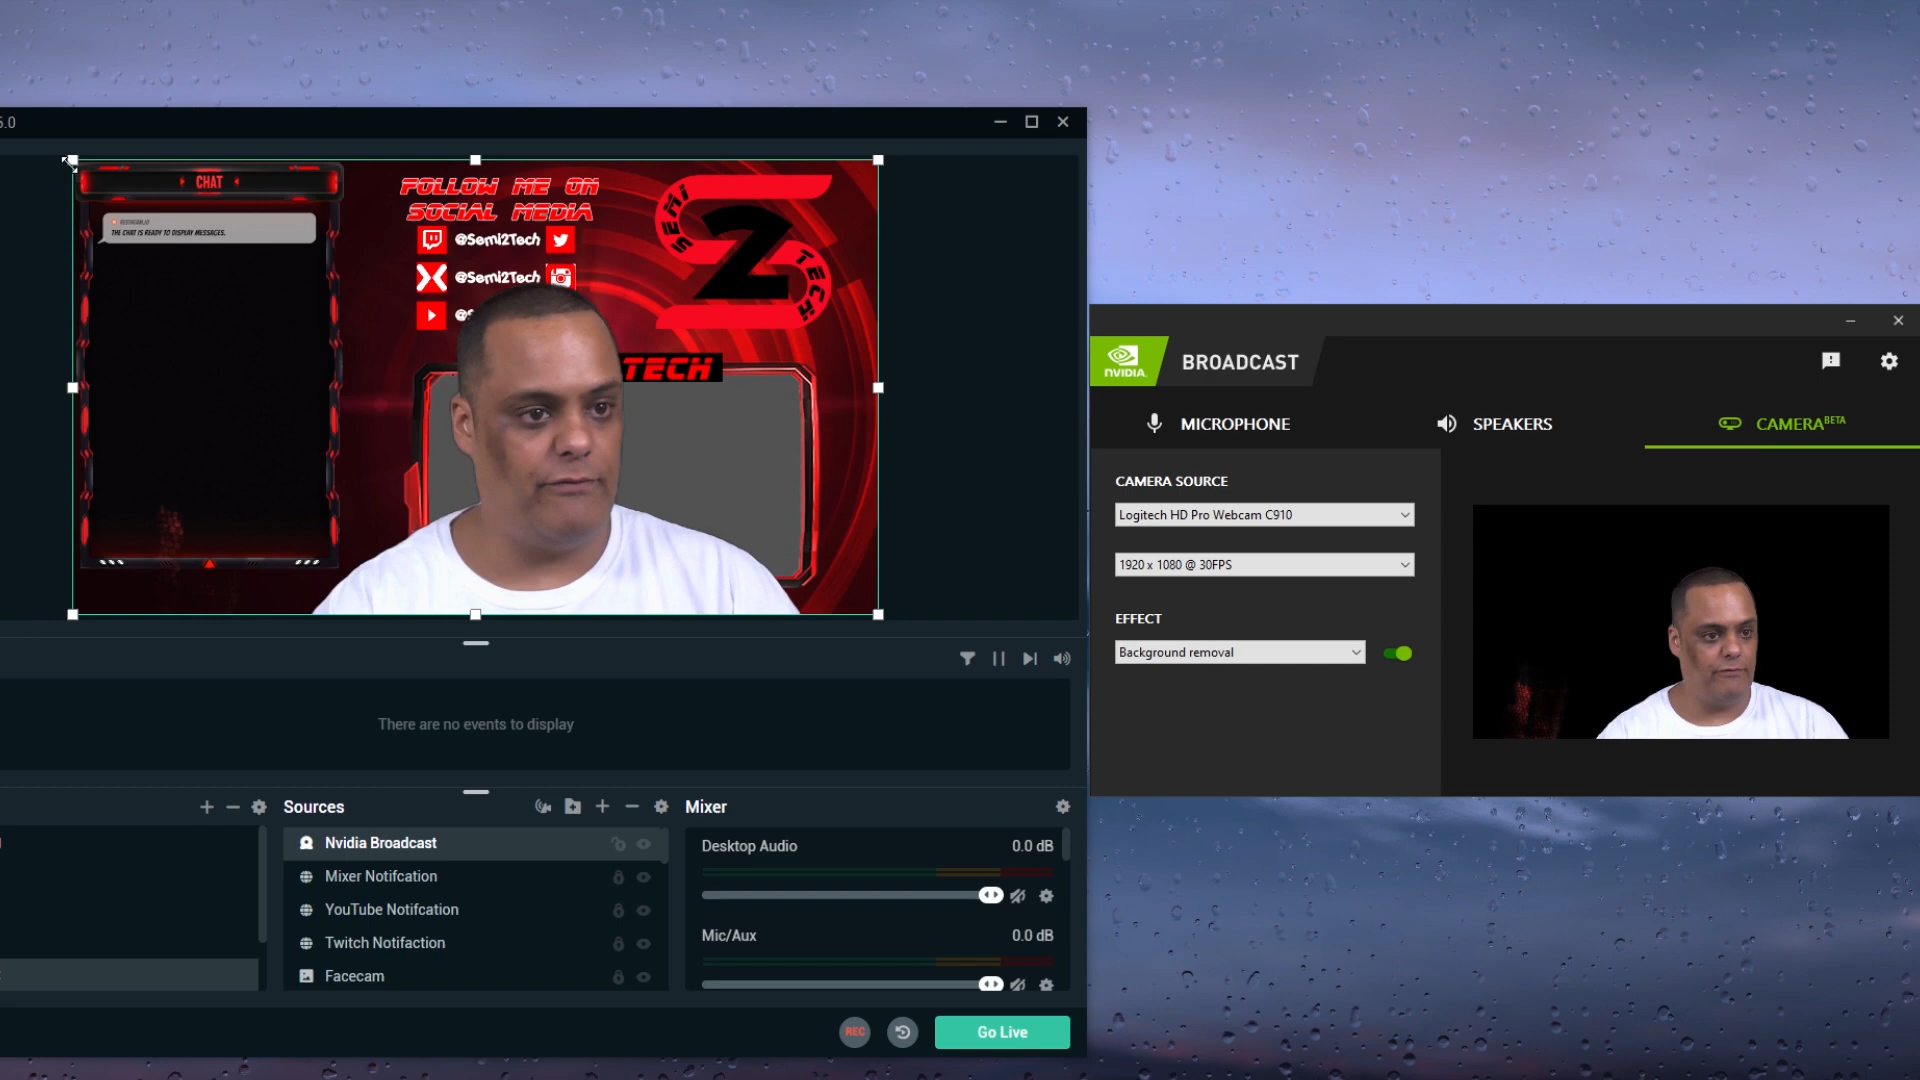 5.0
CHAT
RESTREAM.IO
THE CHAT IS READY TO DISPLAY MESSAGES.
FOLLOW ME ON
SOCIAL MEDIA
@Semi2Tech
@Semi2Tech
@S
SEMI
2
TECH
TECH
There are no events to display
Sources
Nvidia Broadcast
Mixer Notifcation
YouTube Notifcation
Twitch Notifaction
Facecam
Mixer
Desktop Audio 0.0 dB
Mic/Aux 0.0 dB
REC
Go Live
NVIDIA.
BROADCAST
MICROPHONE
SPEAKERS
CAMERA BETA
CAMERA SOURCE
Logitech HD Pro Webcam C910
1920 x 1080 @ 30FPS
EFFECT
Background removal